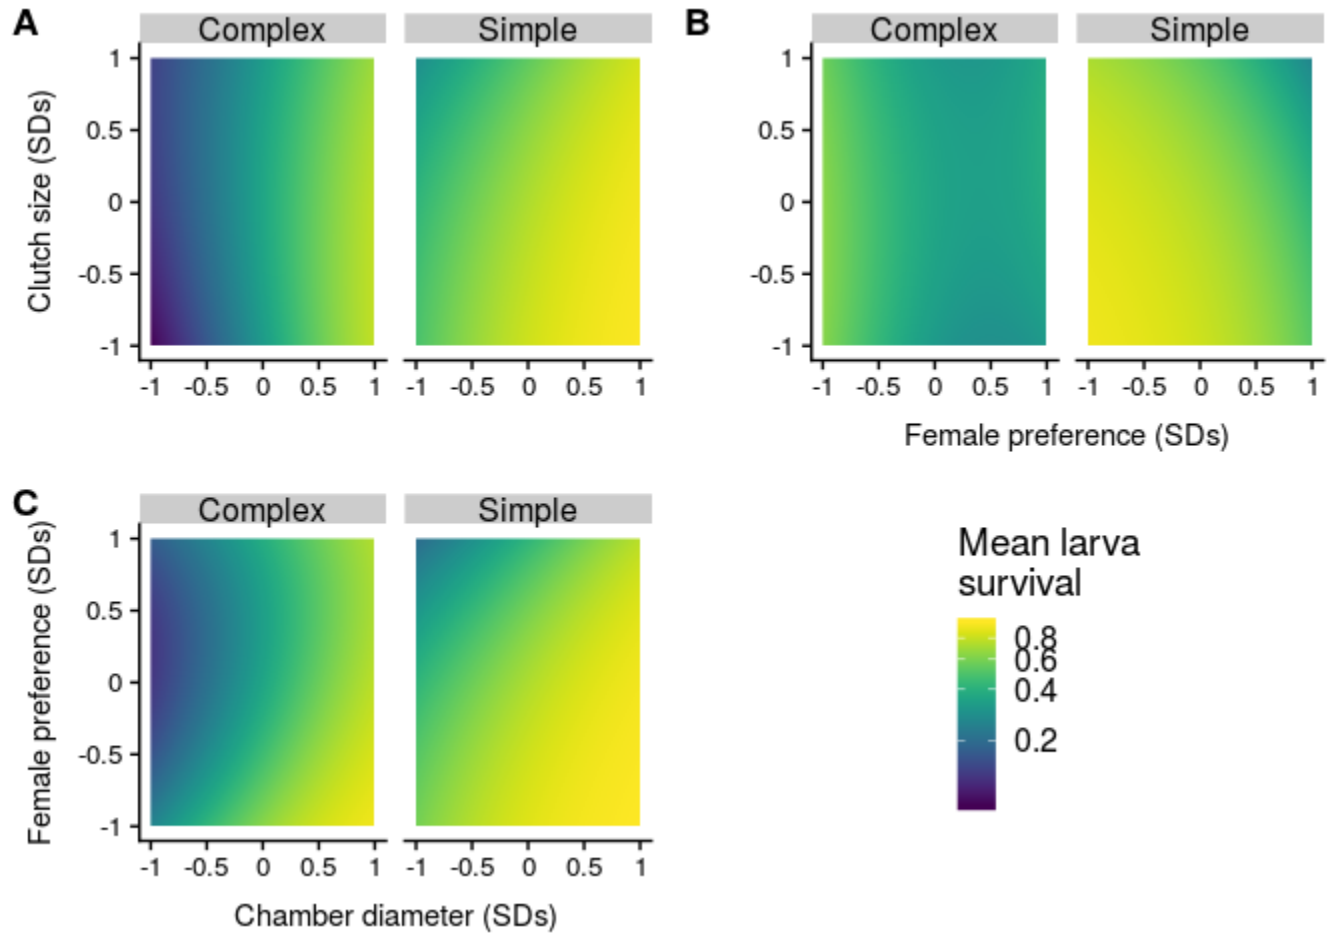 A
Complex
Simple
B
Complex
Simple
Clutch size (SDs)
1
0.5
0
-0.5
-1
-1 -0.5 0 0.5 1
-1 -0.5 0 0.5 1
1
0.5
0
-0.5
-1
-1 -0.5 0 0.5 1
-1 -0.5 0 0.5 1
Female preference (SDs)
C
Complex
Simple
Female preference (SDs)
1
0.5
0
-0.5
-1
-1 -0.5 0 0.5 1
-1 -0.5 0 0.5 1
Chamber diameter (SDs)
Mean larva
survival
0.8
0.6
0.4
0.2